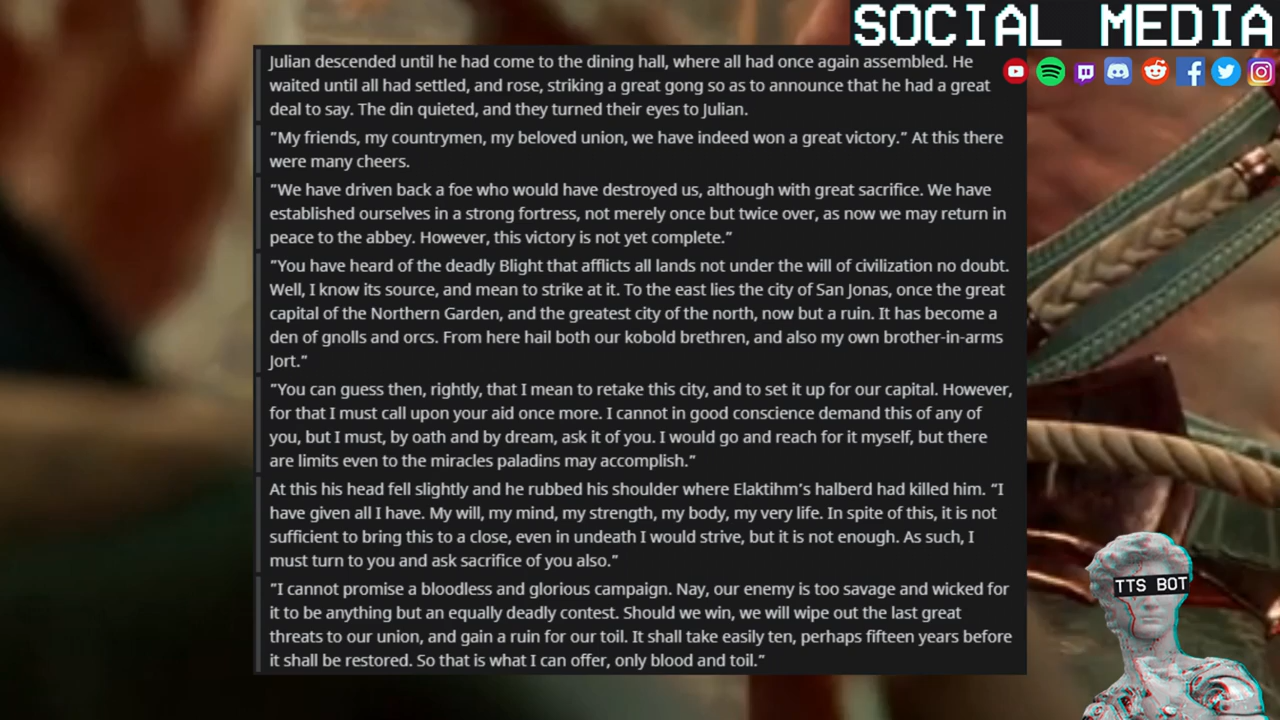 SOCIAL MEDIA
Julian descended until he had come to the dining hall, where all had once again assembled. He
waited until all had settled, and rose, striking a great gong so as to announce that he had a great
deal to say. The din quieted, and they turned their eyes to Julian.
“My friends, my countrymen, my beloved union, we have indeed won a great victory.” At this there
were many cheers.
“We have driven back a foe who would have destroyed us, although with great sacrifice. We have
established ourselves in a strong fortress, not merely once but twice over, as now we may return in
peace to the abbey. However, this victory is not yet complete.”
“You have heard of the deadly Blight that afflicts all lands not under the will of civilization no doubt.
Well, I know its source, and mean to strike at it. To the east lies the city of San Jonas, once the great
capital of the Northern Garden, and the greatest city of the north, now but a ruin. It has become a
den of gnolls and orcs. From here hail both our kobold brethren, and also my own brother-in-arms
Jort.”
“You can guess then, rightly, that I mean to retake this city, and to set it up for our capital. However,
for that I must call upon your aid once more. I cannot in good conscience demand this of any of
you, but I must, by oath and by dream, ask it of you. I would go and reach for it myself, but there
are limits even to the miracles paladins may accomplish.”
At this his head fell slightly and he rubbed his shoulder where Elaktihm’s halberd had killed him. “I
have given all I have. My will, my mind, my strength, my body, my very life. In spite of this, it is not
sufficient to bring this to a close, even in undeath I would strive, but it is not enough. As such, I
must turn to you and ask sacrifice of you also.”
“I cannot promise a bloodless and glorious campaign. Nay, our enemy is too savage and wicked for
it to be anything but an equally deadly contest. Should we win, we will wipe out the last great
threats to our union, and gain a ruin for our toil. It shall take easily ten, perhaps fifteen years before
it shall be restored. So that is what I can offer, only blood and toil.”
TTS BOT